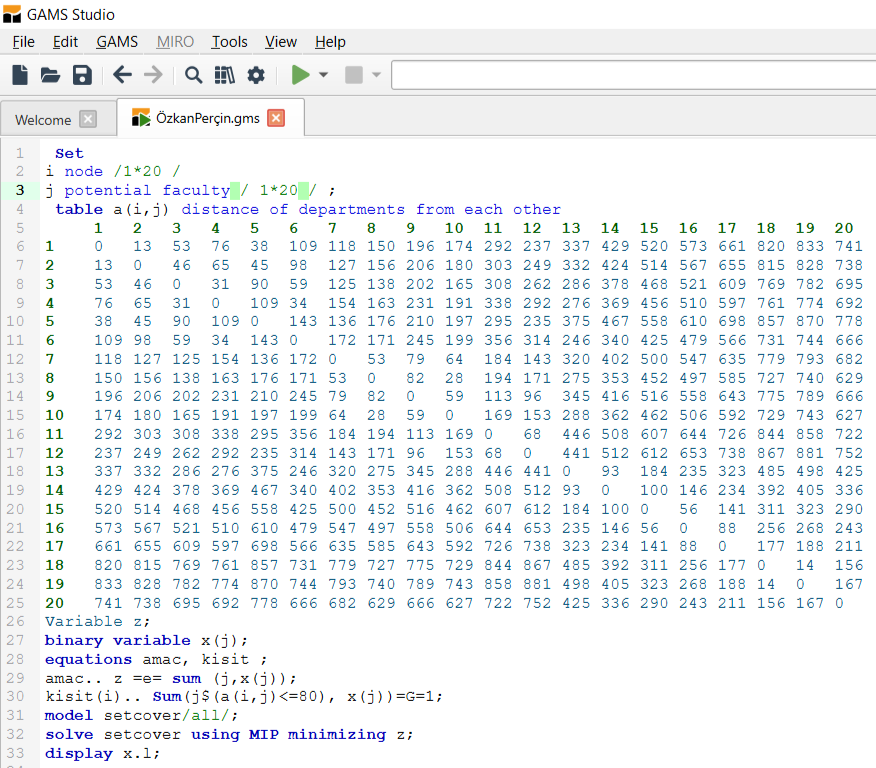 GAMS Studio
File Edit GAMS MIRO Tools View Help
Welcome ÖzkanPerçin.gms
1 Set
2 i node /1*20 /
3 j potential faculty / 1*20 / ;
4 table a(i,j) distance of departments from each other
5 1 2 3 4 5 6 7 8 9 10 11 12 13 14 15 16 17 18 19 20
6 1 0 13 53 76 38 109 118 150 196 174 292 237 337 429 520 573 661 820 833 741
7 2 13 0 46 65 45 98 127 156 206 180 303 249 332 424 514 567 655 815 828 738
8 3 53 46 0 31 90 59 125 138 202 165 308 262 286 378 468 521 609 769 782 695
9 4 76 65 31 0 109 34 154 163 231 191 338 292 276 369 456 510 597 761 774 692
10 5 38 45 90 109 0 143 136 176 210 197 295 235 375 467 558 610 698 857 870 778
11 6 109 98 59 34 143 0 172 171 245 199 356 314 246 340 425 479 566 731 744 666
12 7 118 127 125 154 136 172 0 53 79 64 184 143 320 402 500 547 635 779 793 682
13 8 150 156 138 163 176 171 53 0 82 28 194 171 275 353 452 497 585 727 740 629
14 9 196 206 202 231 210 245 79 82 0 59 113 96 345 416 516 558 643 775 789 666
15 10 174 180 165 191 197 199 64 28 59 0 169 153 288 362 462 506 592 729 743 627
16 11 292 303 308 338 295 356 184 194 113 169 0 68 446 508 607 644 726 844 858 722
17 12 237 249 262 292 235 314 143 171 96 153 68 0 441 512 612 653 738 867 881 752
18 13 337 332 286 276 375 246 320 275 345 288 446 441 0 93 184 235 323 485 498 425
19 14 429 424 378 369 467 340 402 353 416 362 508 512 93 0 100 146 234 392 405 336
20 15 520 514 468 456 558 425 500 452 516 462 607 612 184 100 0 56 141 311 323 290
21 16 573 567 521 510 610 479 547 497 558 506 644 653 235 146 56 0 88 256 268 243
22 17 661 655 609 597 698 566 635 585 643 592 726 738 323 234 141 88 0 177 188 211
23 18 820 815 769 761 857 731 779 727 775 729 844 867 485 392 311 256 177 0 14 156
24 19 833 828 782 774 870 744 793 740 789 743 858 881 498 405 323 268 188 14 0 167
25 20 741 738 695 692 778 666 682 629 666 627 722 752 425 336 290 243 211 156 167 0
26 Variable z;
27 binary variable x(j);
28 equations amac, kisit ;
29 amac.. z =e= sum (j,x(j));
30 kisit(i).. Sum(j$(a(i,j)<=80), x(j))=G=1;
31 model setcover/all/;
32 solve setcover using MIP minimizing z;
33 display x.l;